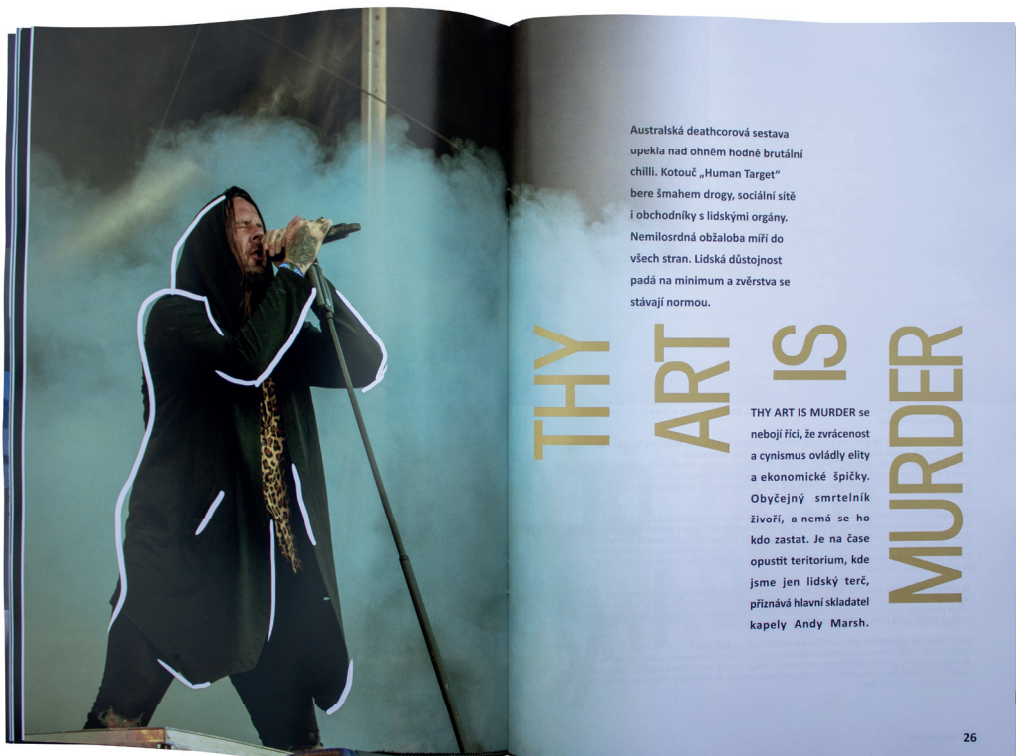 Australská deathcorová sestava
upekla nad ohněm hodně brutální
chilli. Kotouč „Human Target“
bere šmahem drogy, sociální sítě
i obchodníky s lidskými orgány.
Nemilosrdná obžaloba míří do
všech stran. Lidská důstojnost
padá na minimum a zvěrstva se
stávají normou.
THY
ART
IS
MURDER
THY ART IS MURDER se
nebojí říci, že zvrácenost
a cynismus ovládly elity
a ekonomické špičky.
Obyčejný smrtelník
živoří, a nemá se ho
kdo zastat. Je na čase
opustit teritorium, kde
jsme jen lidský terč,
přiznává hlavní skladatel
kapely Andy Marsh.
26